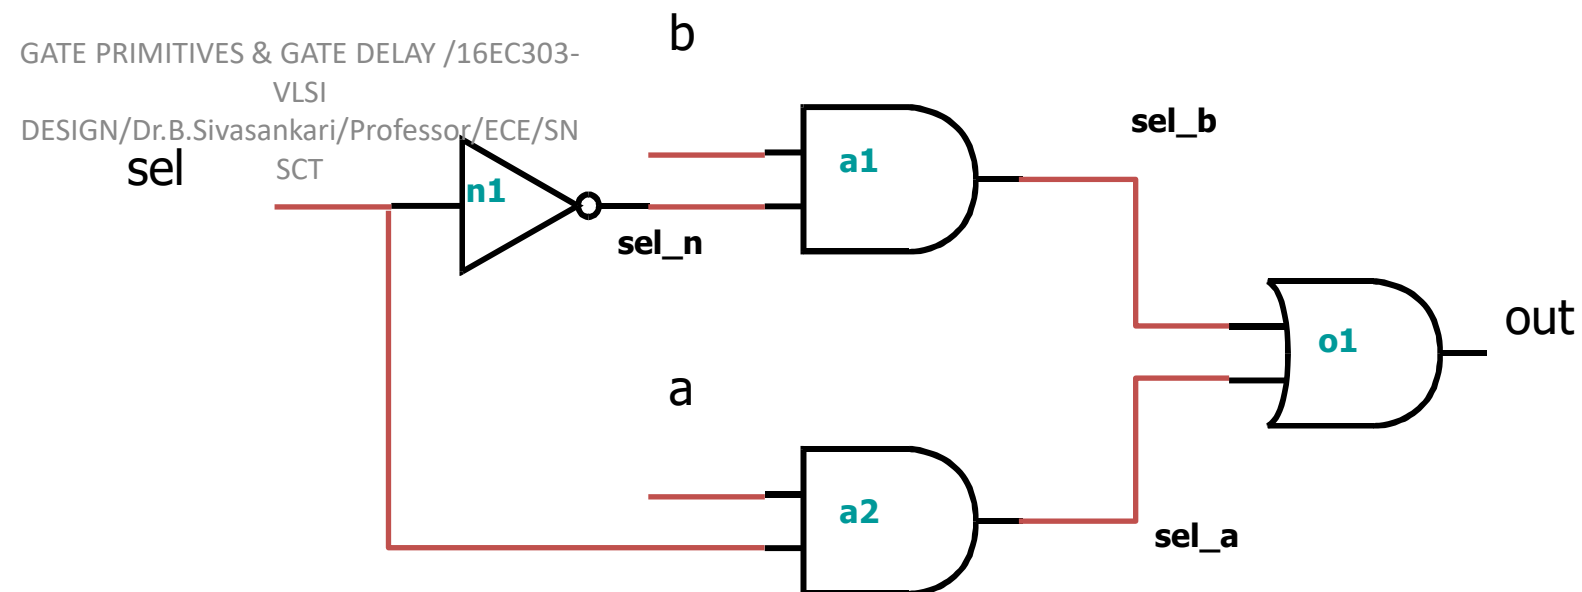 b
GATE PRIMITIVES & GATE DELAY /16EC303-
VLSI
DESIGN/Dr.B.Sivasankari/Professor/ECE/SN
SCT
sel
n1
sel_n
a1
sel_b
o1
out
a
a2
sel_a